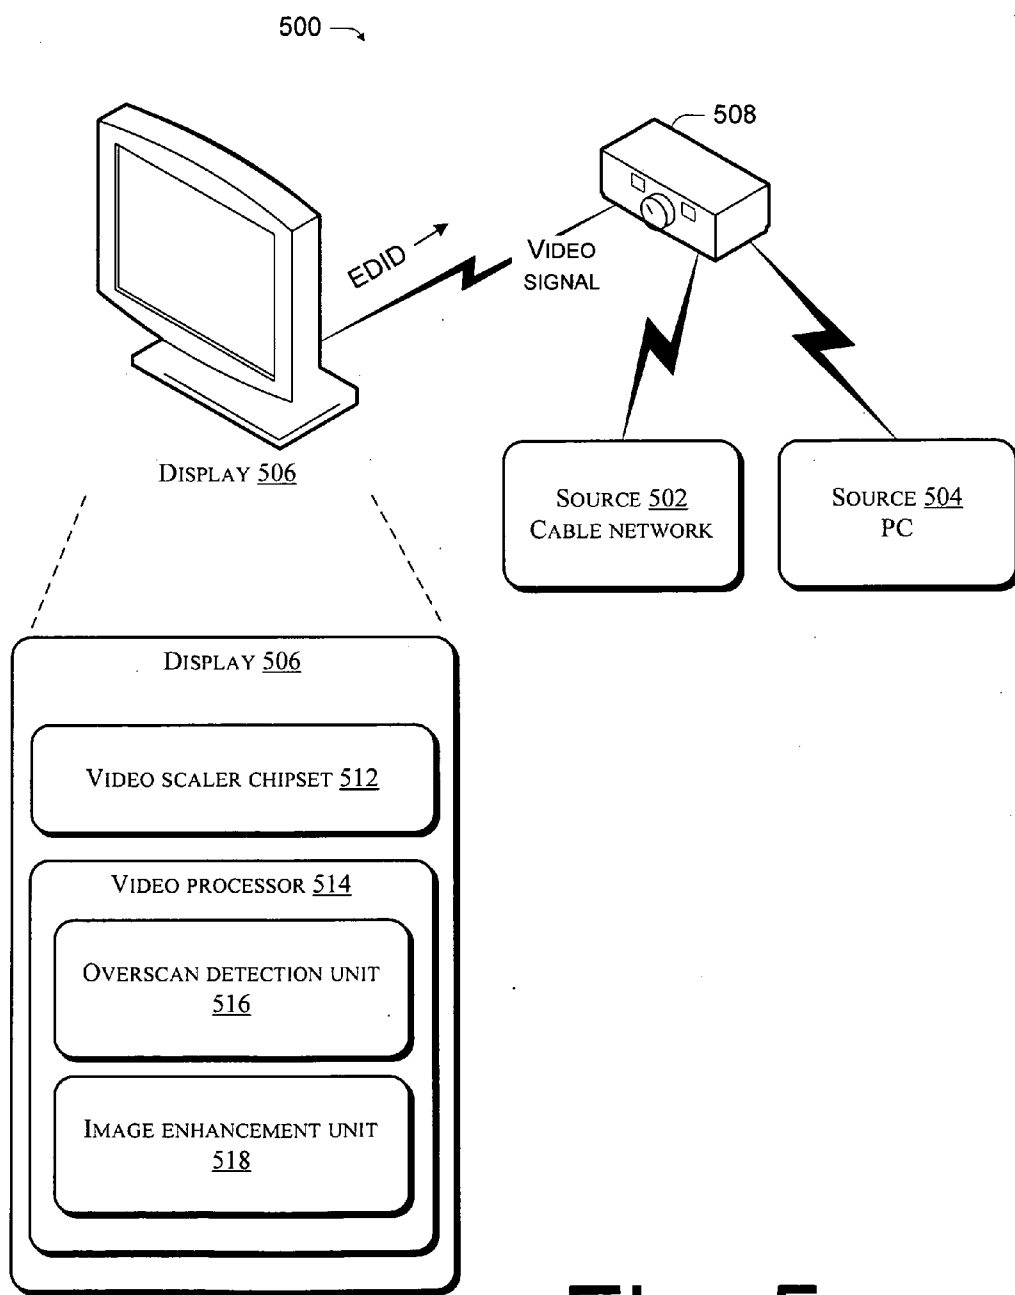 500
508
EDID →
VIDEO
SIGNAL
DISPLAY 506
SOURCE 502
CABLE NETWORK
SOURCE 504
PC
DISPLAY 506
VIDEO SCALER CHIPSET 512
VIDEO PROCESSOR 514
OVERSCAN DETECTION UNIT
516
IMAGE ENHANCEMENT UNIT
518